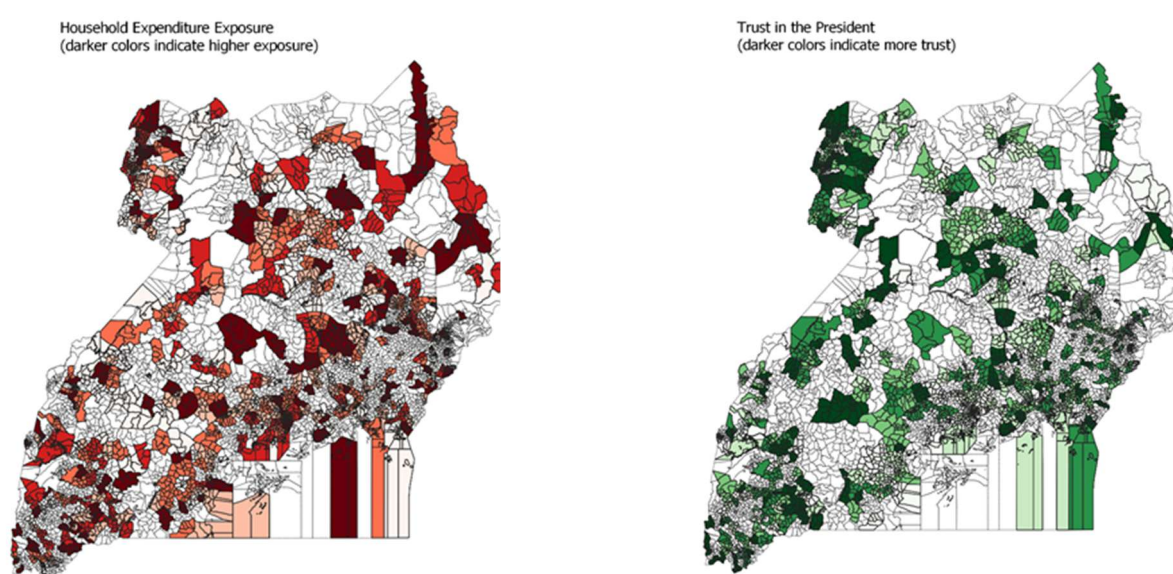 Household Expenditure Exposure
(darker colors indicate higher exposure)
Trust in the President
(darker colors indicate more trust)